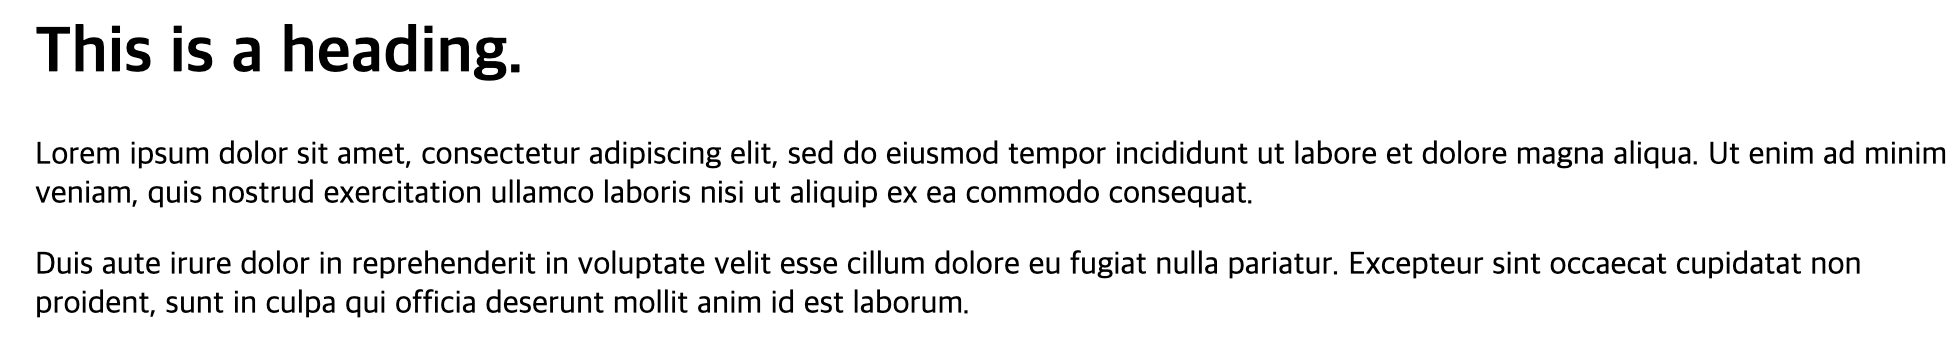 This is a heading.
Lorem ipsum dolor sit amet, consectetur adipiscing elit, sed do eiusmod tempor incididunt ut labore et dolore magna aliqua. Ut enim ad minim
veniam, quis nostrud exercitation ullamco laboris nisi ut aliquip ex ea commodo consequat.
Duis aute irure dolor in reprehenderit in voluptate velit esse cillum dolore eu fugiat nulla pariatur. Excepteur sint occaecat cupidatat non
proident, sunt in culpa qui officia deserunt mollit anim id est laborum.